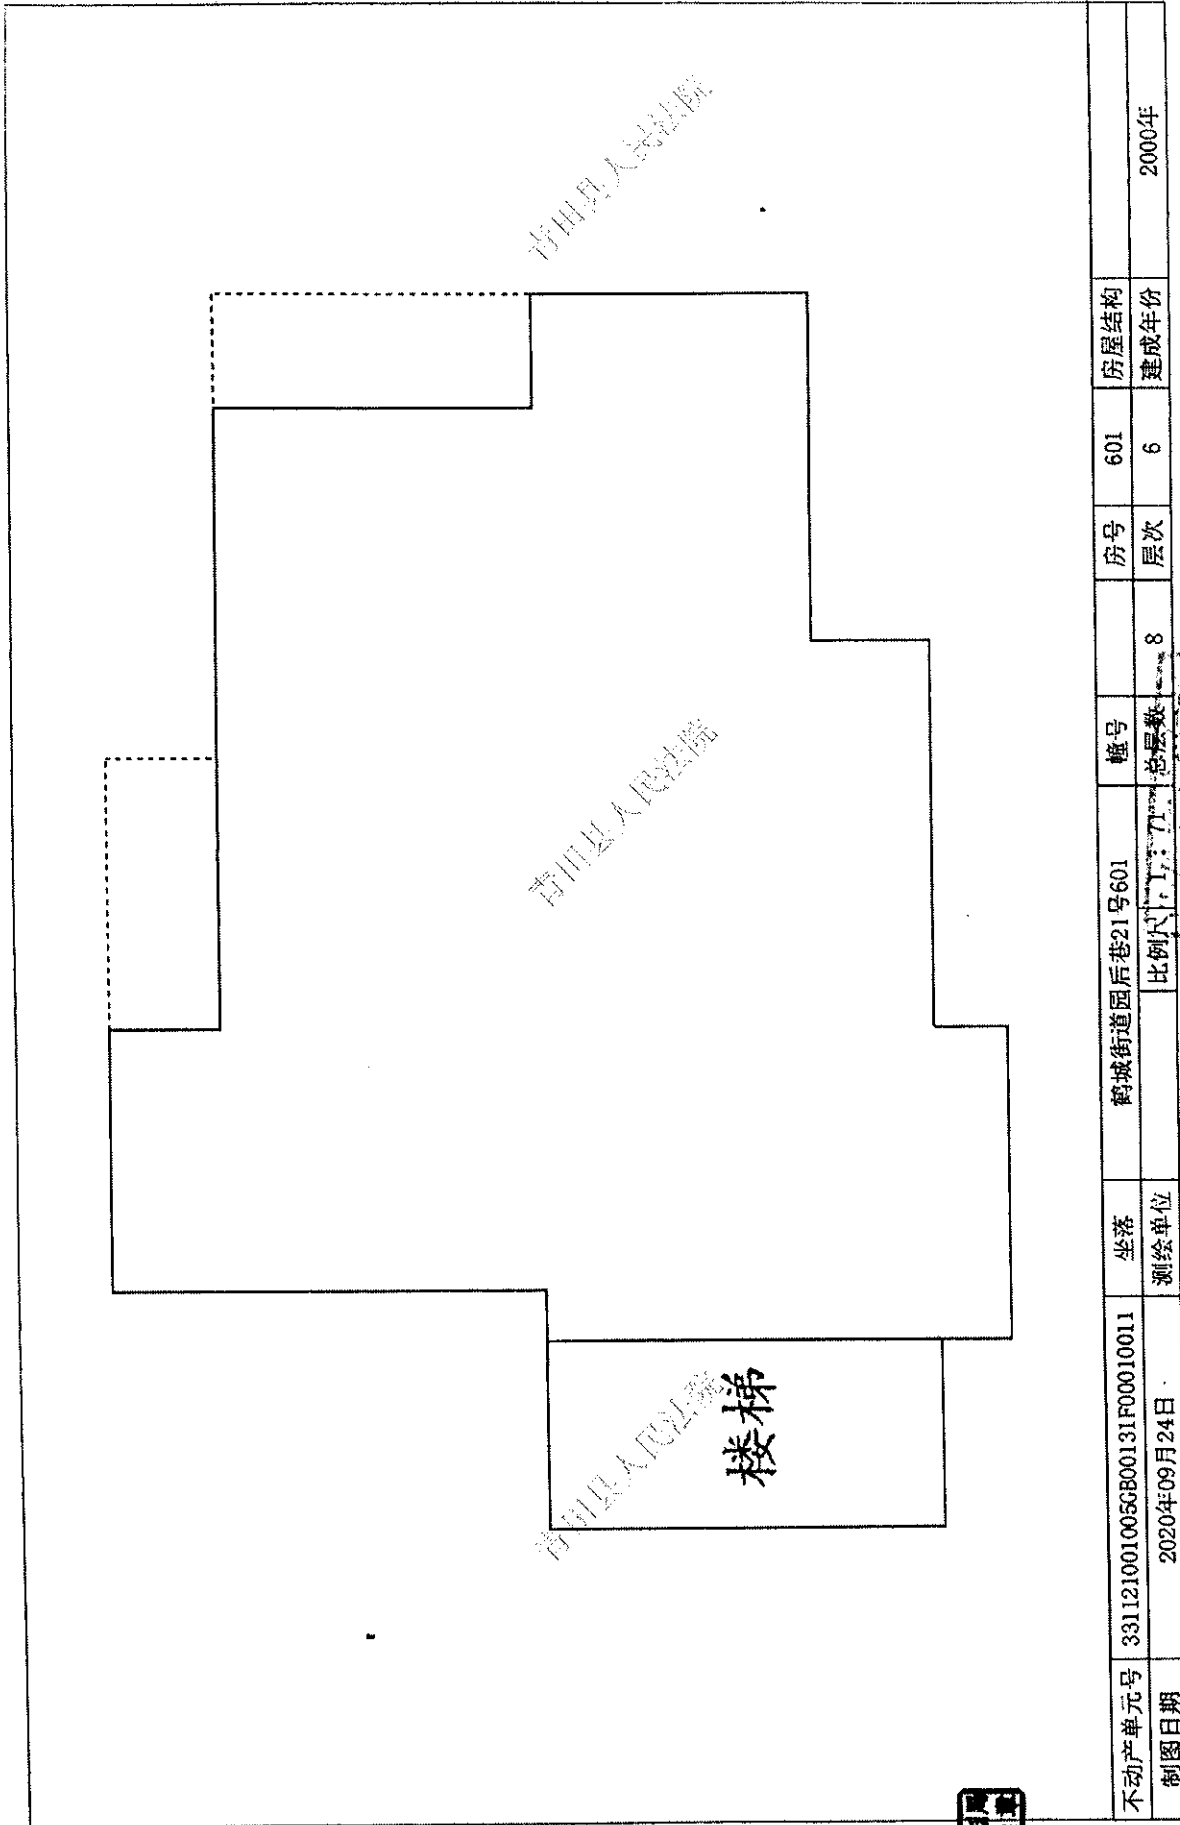 青田县人民法院
青田县人民法院
青田县人民法院
楼梯
不动产单元号 331121001005GB00131F00010011 坐落 鹤城街道园后巷21号601 幢号 房号 601 房屋结构
制图日期 2020年09月24日 测绘单位 比例尺 1:71 总层数 8 层次 6 建成年份 2000年